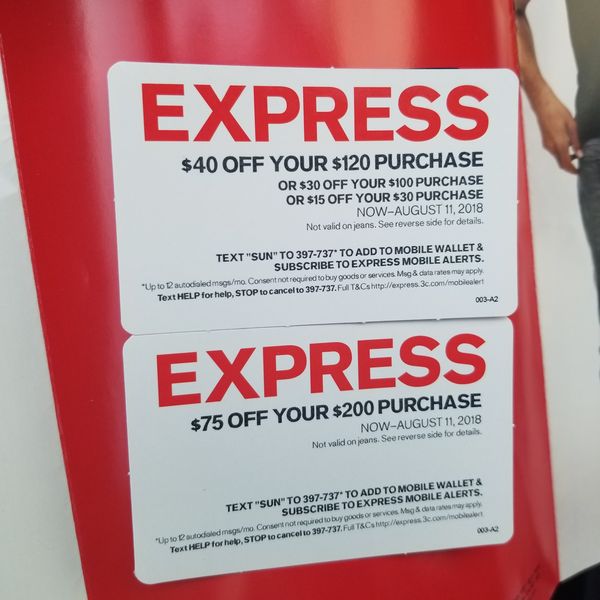 EXPRESS
$40 OFF YOUR $120 PURCHASE
OR $30 OFF YOUR $100 PURCHASE
OR $15 OFF YOUR $30 PURCHASE
NOW–AUGUST 11, 2018
Not valid on jeans. See reverse side for details.
TEXT "SUN" TO 397-737* TO ADD TO MOBILE WALLET &
SUBSCRIBE TO EXPRESS MOBILE ALERTS.
*Up to 12 autodialed msgs/mo. Consent not required to buy goods or services. Msg & data rates may apply.
Text HELP for help, STOP to cancel to 397-737. Full T&Cs http://express.3c.com/mobilealert
003-A2
EXPRESS
$75 OFF YOUR $200 PURCHASE
NOW–AUGUST 11, 2018
Not valid on jeans. See reverse side for details.
TEXT "SUN" TO 397-737* TO ADD TO MOBILE WALLET &
SUBSCRIBE TO EXPRESS MOBILE ALERTS.
*Up to 12 autodialed msgs/mo. Consent not required to buy goods or services. Msg & data rates may apply.
Text HELP for help, STOP to cancel to 397-737. Full T&Cs http://express.3c.com/mobilealert
003-A2